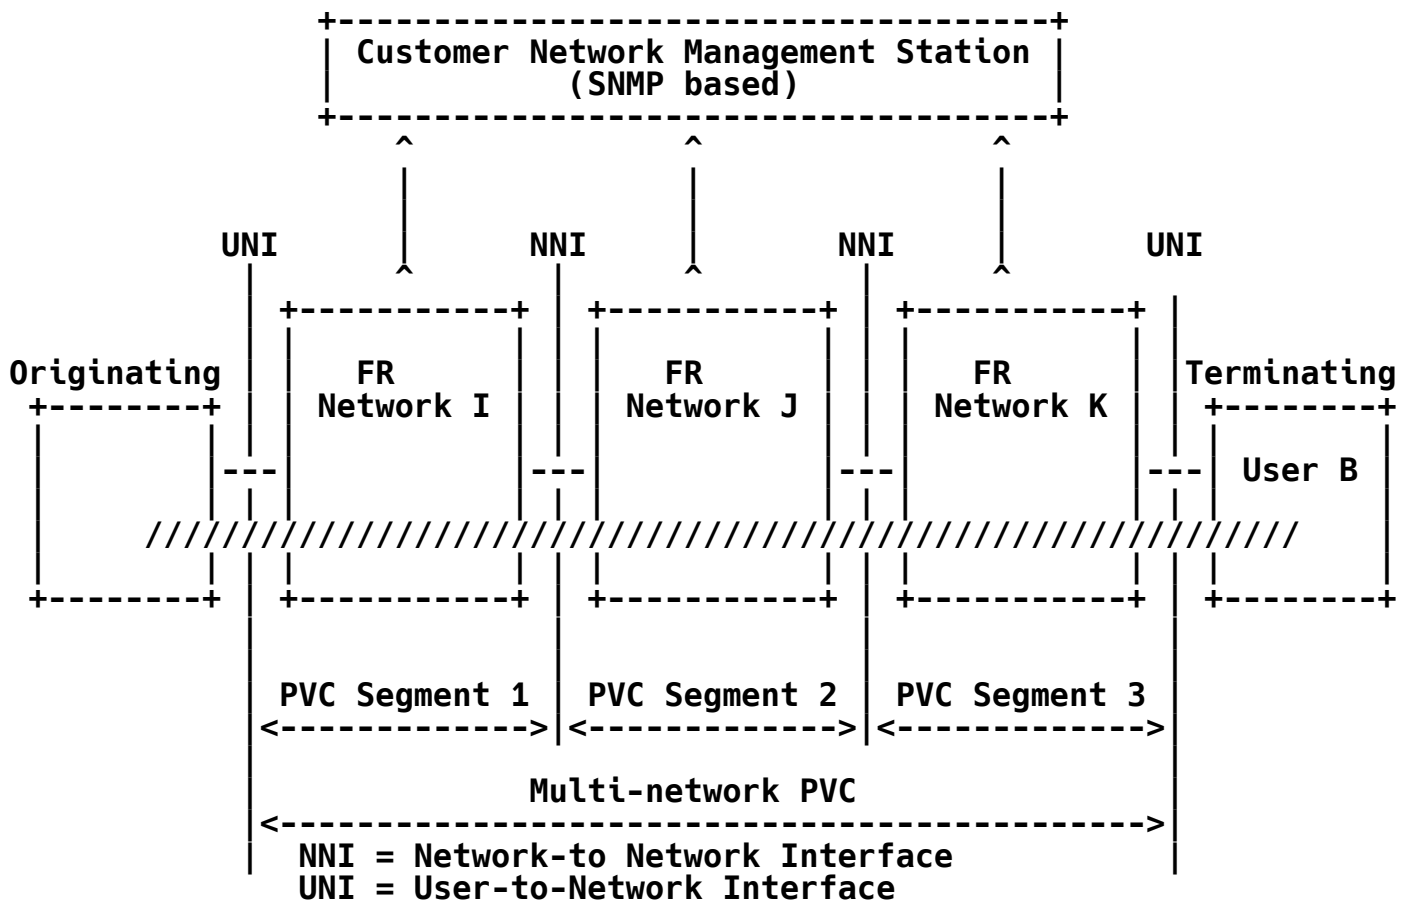 Customer Network Management Station
(SNMP based)
UNI NNI NNI UNI
Originating FR FR FR Terminating
Network I Network J Network K
User B
PVC Segment 1 PVC Segment 2 PVC Segment 3
Multi-network PVC
NNI = Network-to Network Interface
UNI = User-to-Network Interface